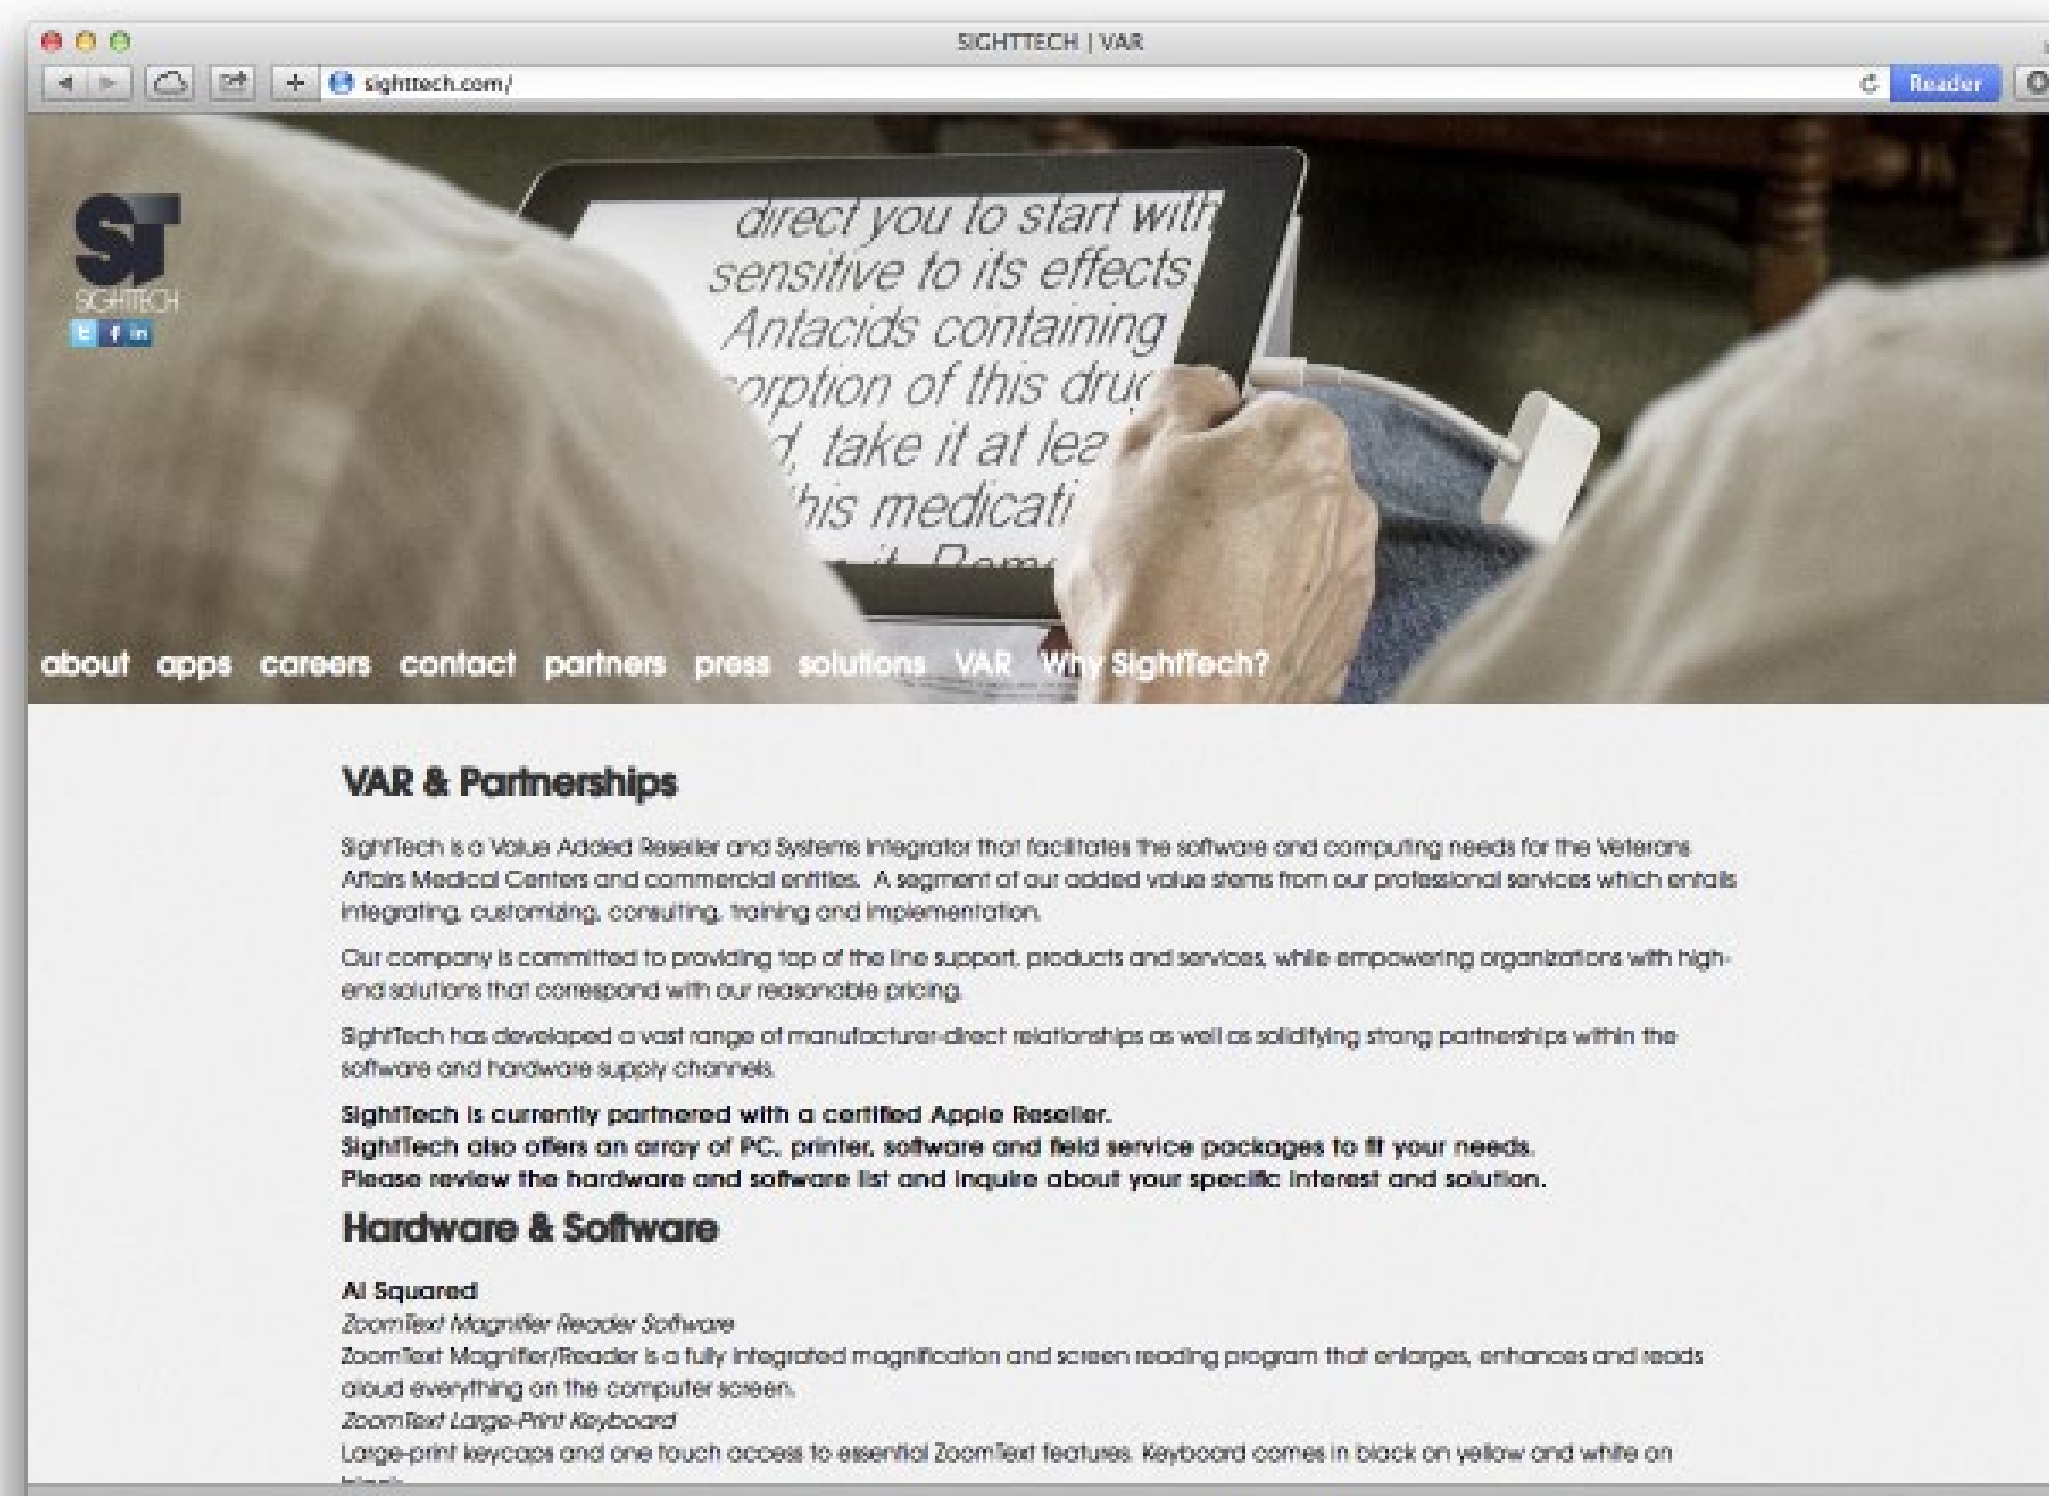 SIGHTTECH | VAR
sighttech.com/
Reader
direct you to start with
sensitive to its effects.
Antacids containing
orption of this drug
d, take it at lea
this medicati
it. Reme
ST
SIGHTTECH
t f in
about apps careers contact partners press solutions VAR Why SightTech?
VAR & Partnerships
SightTech is a Value Added Reseller and Systems Integrator that facilitates the software and computing needs for the Veterans
Affairs Medical Centers and commercial entities. A segment of our added value stems from our professional services which entails
integrating, customizing, consulting, training and implementation.
Our company is committed to providing top of the line support, products and services, while empowering organizations with high-
end solutions that correspond with our reasonable pricing.
SightTech has developed a vast range of manufacturer-direct relationships as well as solidifying strong partnerships within the
software and hardware supply channels.
SightTech is currently partnered with a certified Apple Reseller.
SightTech also offers an array of PC, printer, software and field service packages to fit your needs.
Please review the hardware and software list and inquire about your specific interest and solution.
Hardware & Software
AI Squared
ZoomText Magnifier Reader Software
ZoomText Magnifier/Reader is a fully integrated magnification and screen reading program that enlarges, enhances and reads
aloud everything on the computer screen.
ZoomText Large-Print Keyboard
Large-print keycaps and one touch access to essential ZoomText features. Keyboard comes in black on yellow and white on